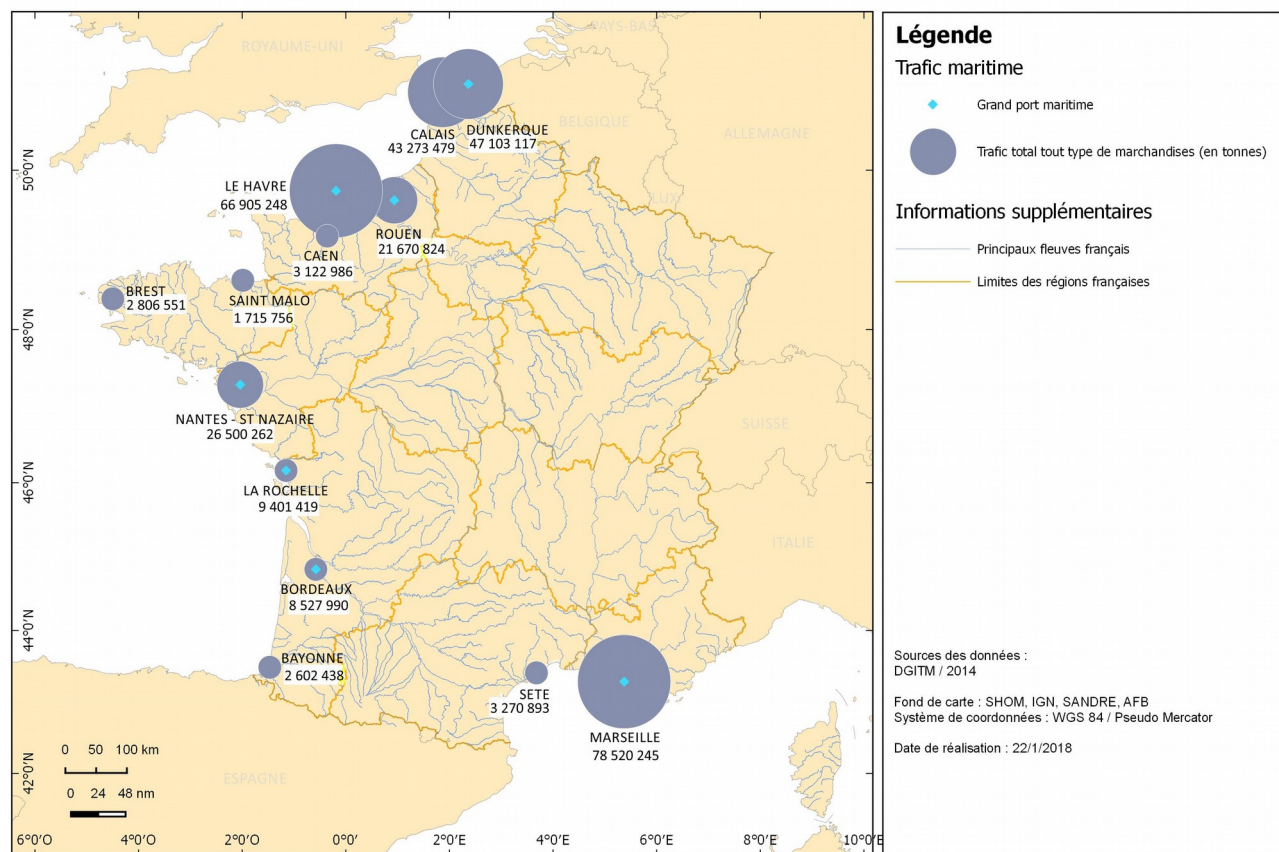 ROYAUME-UNI
PAYS-BAS
BELGIQUE
ALLEMAGNE
LUX
SUISSE
ITALIE
ESPAGNE
CALAIS
43 273 479
DUNKERQUE
47 103 117
LE HAVRE
66 905 248
ROUEN
21 670 824
CAEN
3 122 986
BREST
2 806 551
SAINT MALO
1 715 756
NANTES - ST NAZAIRE
26 500 262
LA ROCHELLE
9 401 419
BORDEAUX
8 527 990
BAYONNE
2 602 438
SETE
3 270 893
MARSEILLE
78 520 245
50°0'N
48°0'N
46°0'N
44°0'N
42°0'N
0 50 100 km
0 24 48 nm
6°0'O 4°0'O 2°0'O 0°0' 2°0'E 4°0'E 6°0'E 8°0'E 10°0'E
Légende
Trafic maritime
Grand port maritime
Trafic total tout type de marchandises (en tonnes)
Informations supplémentaires
Principaux fleuves français
Limites des régions françaises
Sources des données :
DGITM / 2014
Fond de carte : SHOM, IGN, SANDRE, AFB
Système de coordonnées : WGS 84 / Pseudo Mercator
Date de réalisation : 22/1/2018